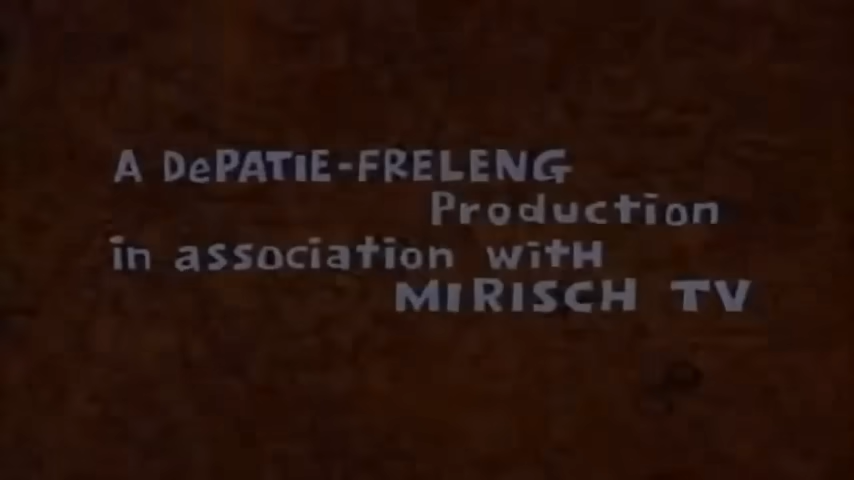 A DePATIE-FRELENG
Production
in association with
MIRISCH TV